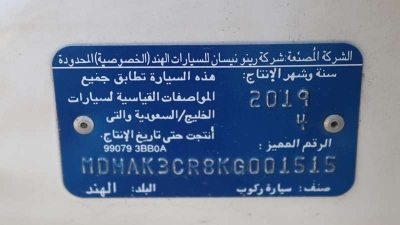 الشركة المصنعة: شركة رينو نيسان للسيارات الهند (الخصوصية) المحدودة
سنة وشهر الإنتاج:
2019
4
هذه السيارة تطابق جميع
المواصفات القياسية لسيارات
الخليج/السعودية والتى
أنتجت حتى تاريخ الإنتاج.
الرقم المميز:
99079 3BB0A
MDHAK3CR8KG001515
صنف: سيارة ركوب
البلد: الهند